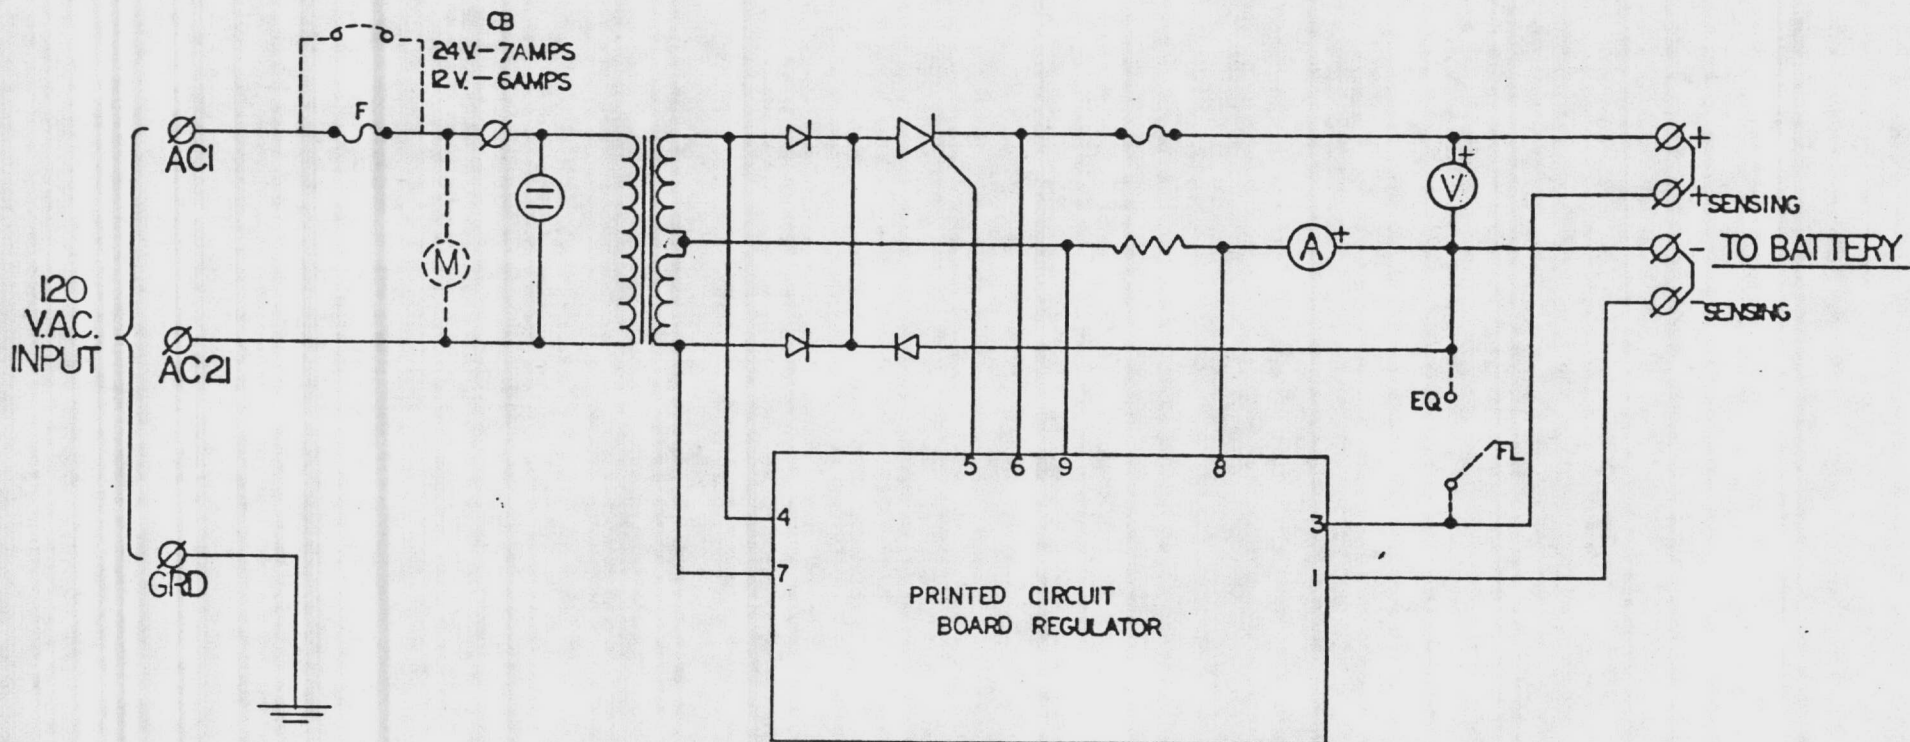 CB
24V.-7AMPS
12V.-6AMPS
F
AC1
M
120
V.A.C.
INPUT
AC21
GRD
+
V
+
+ SENSING
A
+
- TO BATTERY
- SENSING
EQ
FL
5
6
9
8
4
7
3
1
PRINTED CIRCUIT
BOARD REGULATOR